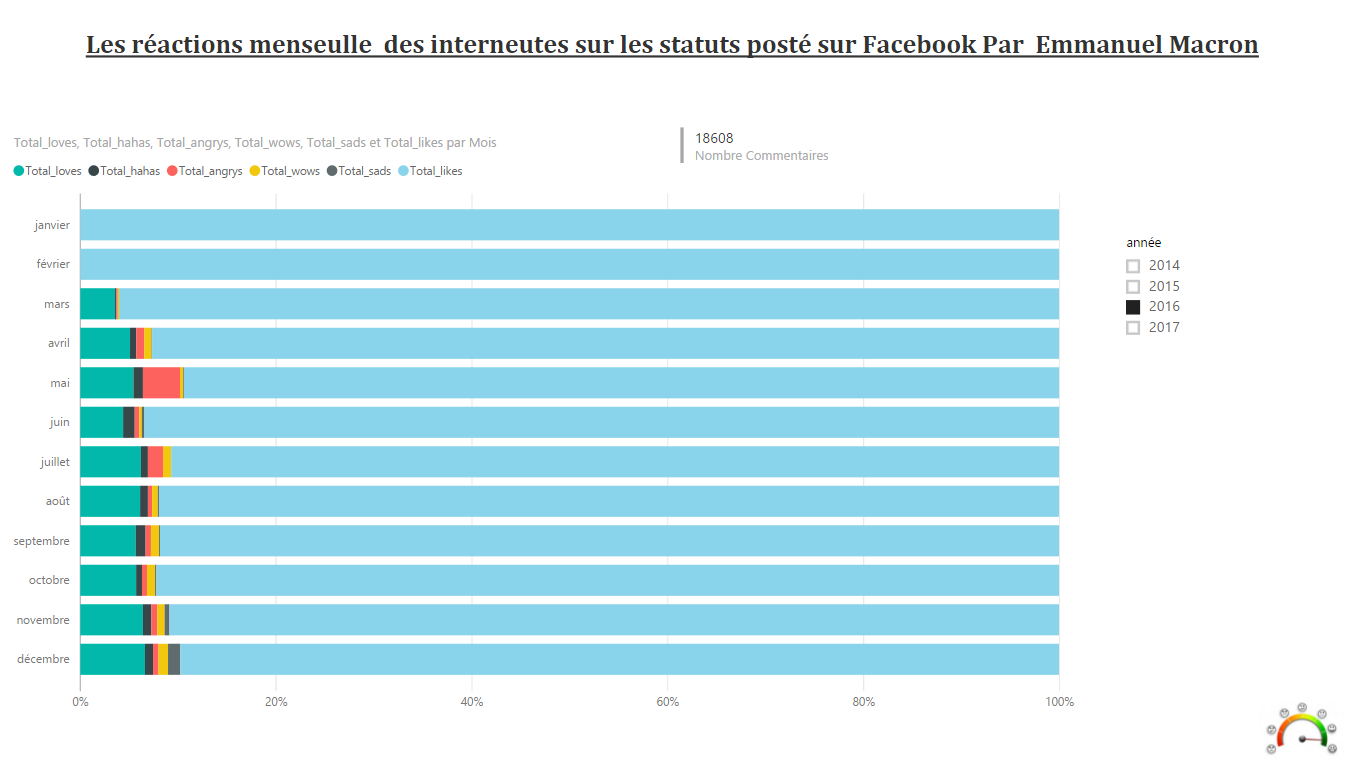 Les réactions menseulle des interneutes sur les statuts posté sur Facebook Par Emmanuel Macron
Total_loves, Total_hahas, Total_angrys, Total_wows, Total_sads et Total_likes par Mois
18608
Nombre Commentaires
Total_loves Total_hahas Total_angrys Total_wows Total_sads Total_likes
janvier
février
mars
avril
mai
juin
juillet
août
septembre
octobre
novembre
décembre
0% 20% 40% 60% 80% 100%
année
2014
2015
2016
2017